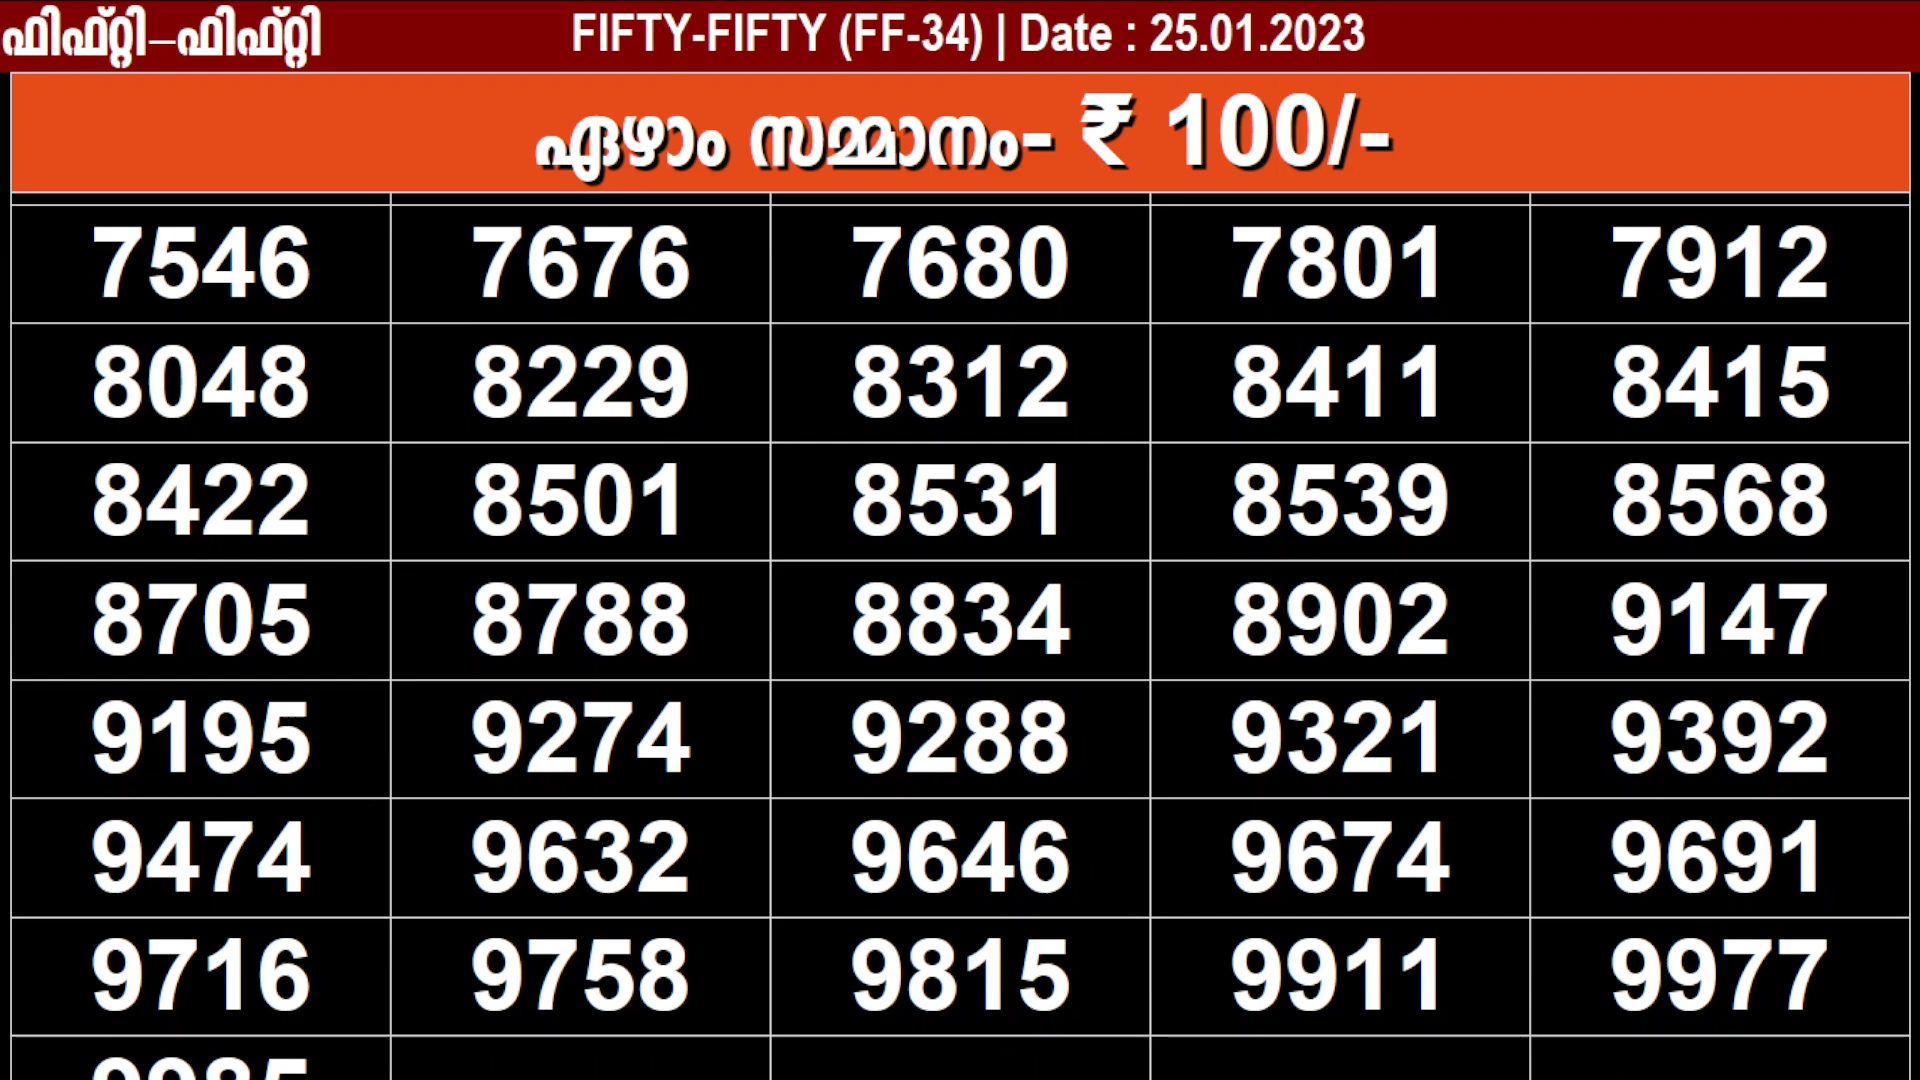 ഫിഫ്റ്റി-ഫിഫ്റ്റി FIFTY-FIFTY (FF-34) | Date : 25.01.2023
ഏഴാം സമ്മാനം- ₹ 100/-
7546 7676 7680 7801 7912
8048 8229 8312 8411 8415
8422 8501 8531 8539 8568
8705 8788 8834 8902 9147
9195 9274 9288 9321 9392
9474 9632 9646 9674 9691
9716 9758 9815 9911 9977